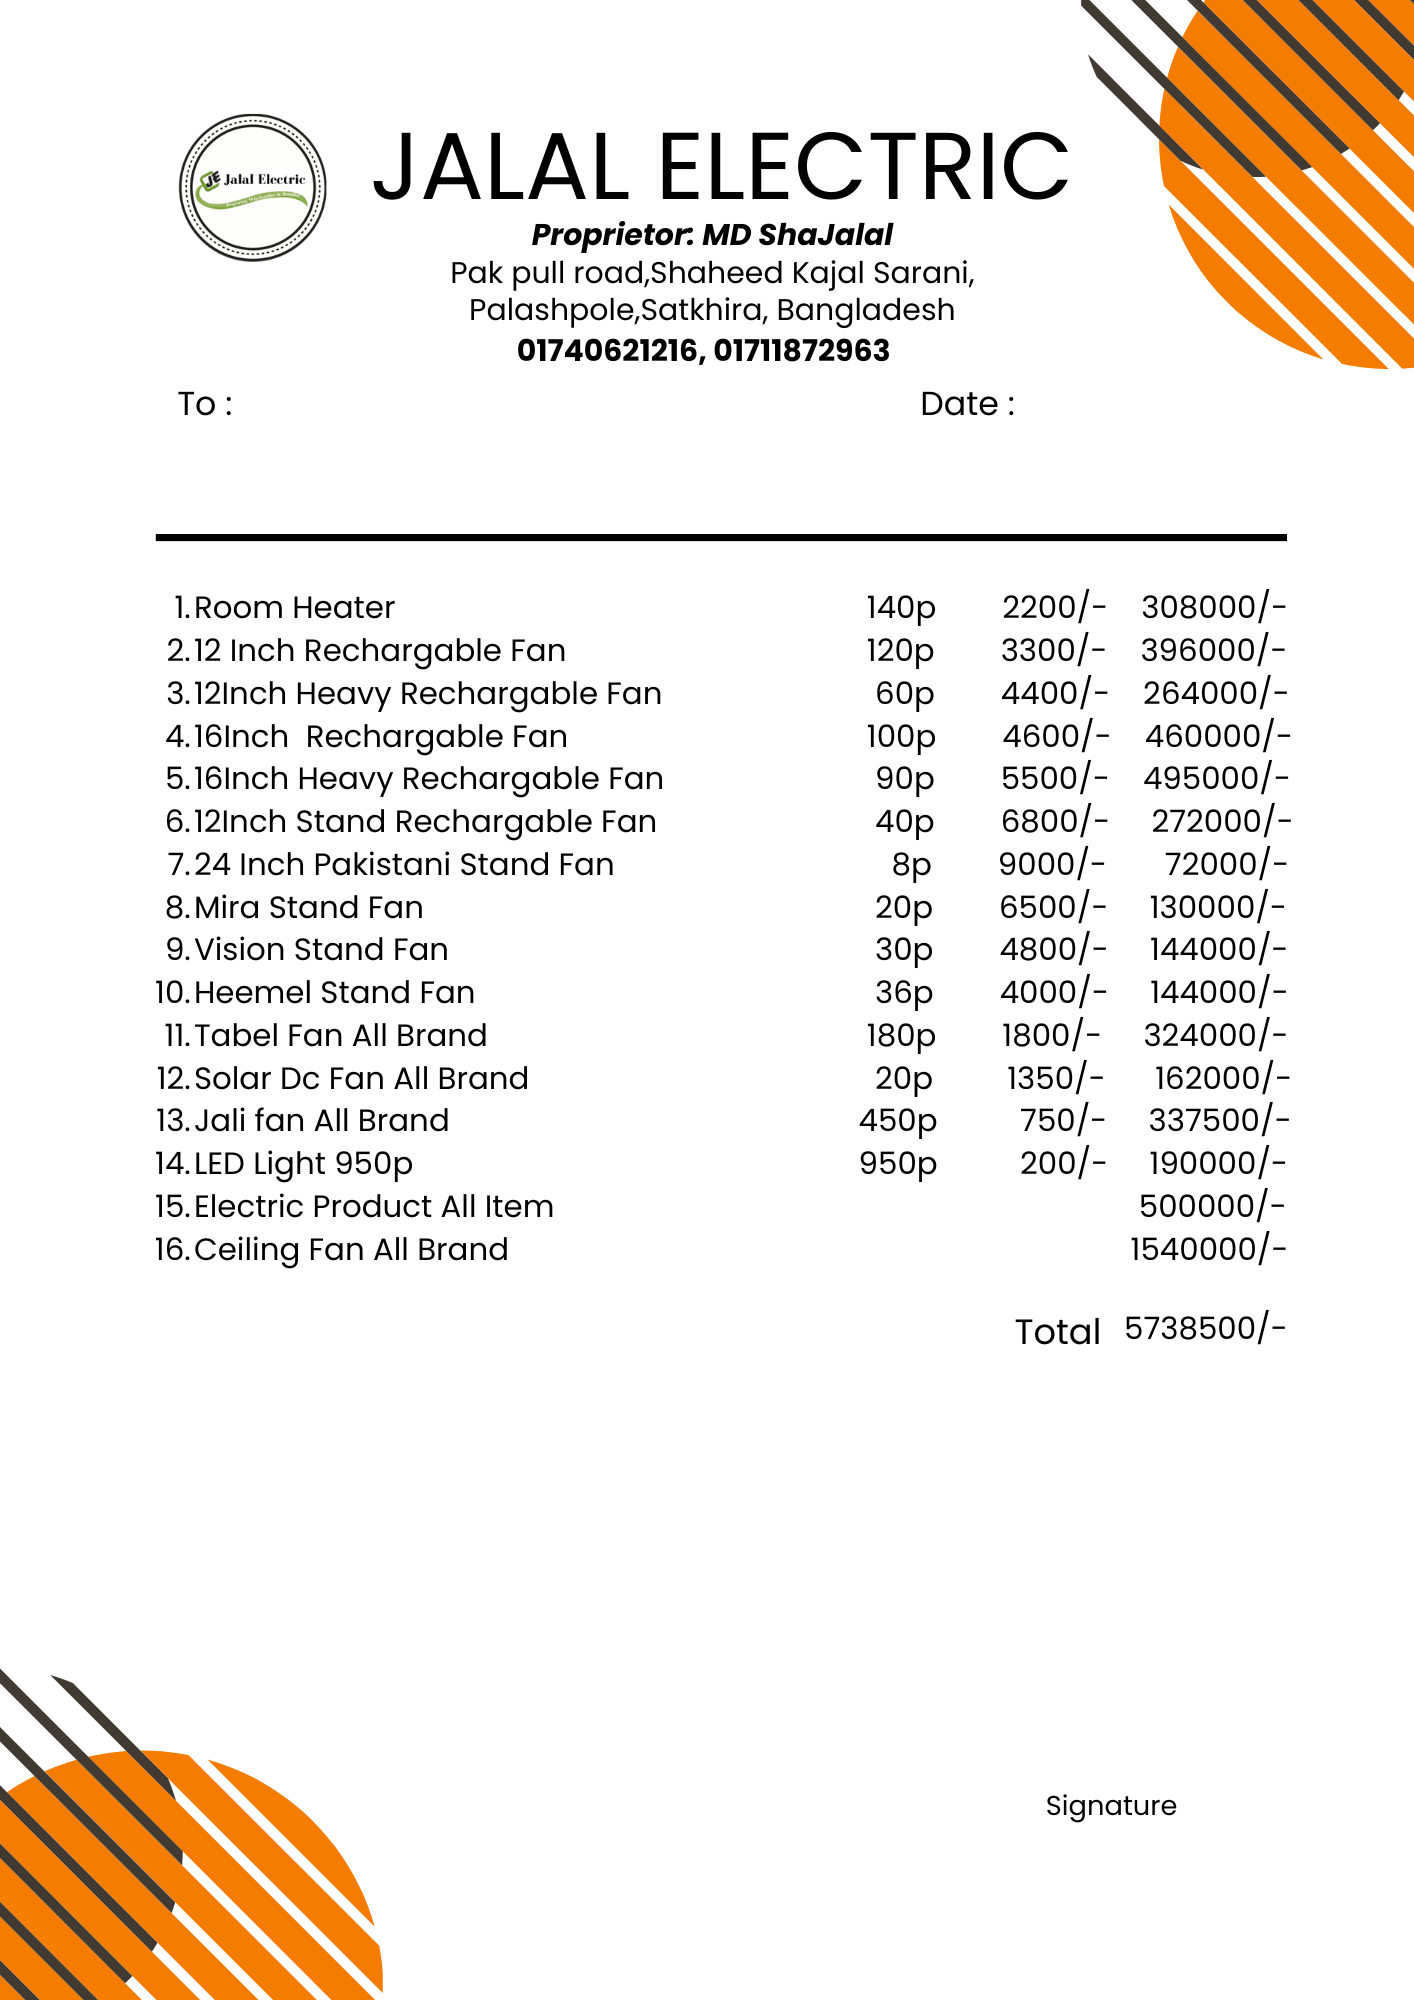 Jalal Electric
JALAL ELECTRIC
Proprietor: MD ShaJalal
Pak pull road,Shaheed Kajal Sarani,
Palashpole,Satkhira, Bangladesh
01740621216, 01711872963
To :
Date :
1. Room Heater 140p 2200/- 308000/-
2. 12 Inch Rechargable Fan 120p 3300/- 396000/-
3. 12Inch Heavy Rechargable Fan 60p 4400/- 264000/-
4. 16Inch  Rechargable Fan 100p 4600/- 460000/-
5. 16Inch Heavy Rechargable Fan 90p 5500/- 495000/-
6. 12Inch Stand Rechargable Fan 40p 6800/- 272000/-
7. 24 Inch Pakistani Stand Fan 8p 9000/- 72000/-
8. Mira Stand Fan 20p 6500/- 130000/-
9. Vision Stand Fan 30p 4800/- 144000/-
10. Heemel Stand Fan 36p 4000/- 144000/-
11. Tabel Fan All Brand 180p 1800/- 324000/-
12. Solar Dc Fan All Brand 20p 1350/- 162000/-
13. Jali fan All Brand 450p 750/- 337500/-
14. LED Light 950p 950p 200/- 190000/-
15. Electric Product All Item 500000/-
16. Ceiling Fan All Brand 1540000/-
Total 5738500/-
Signature